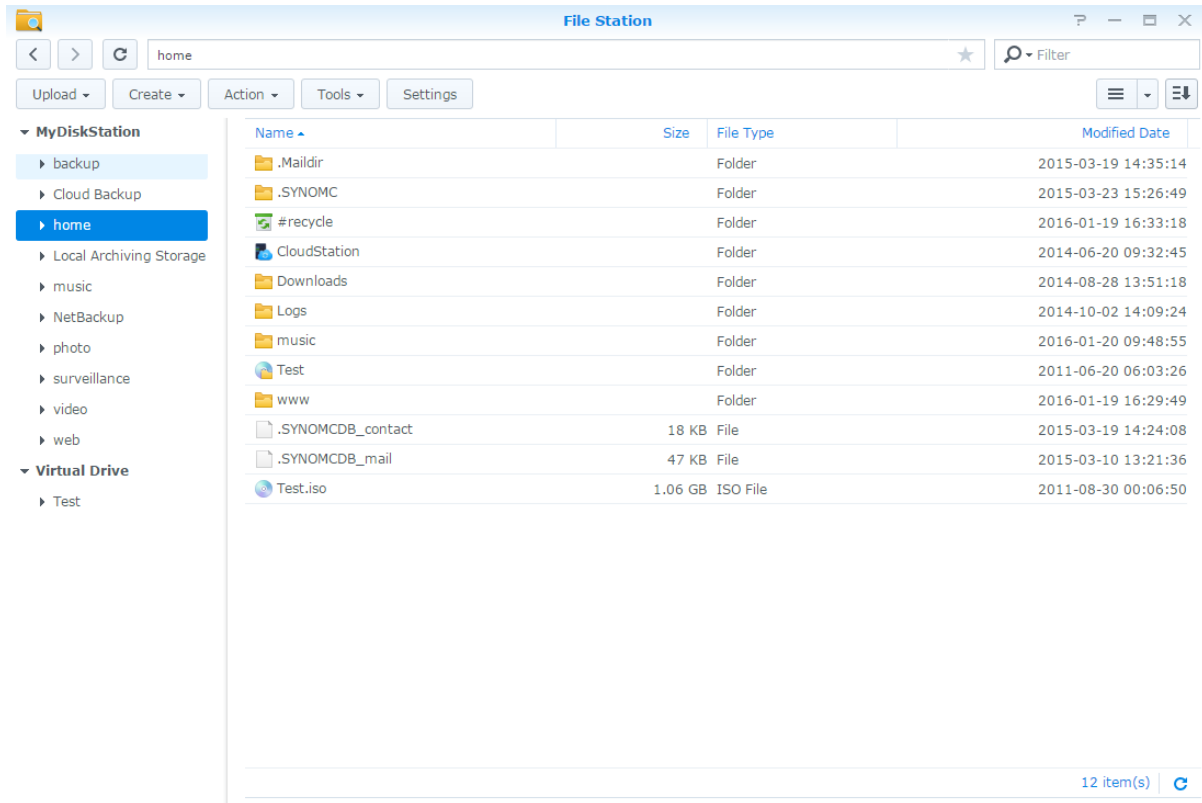 File Station
home
Filter
Upload Create Action Tools Settings
MyDiskStation
backup
Cloud Backup
home
Local Archiving Storage
music
NetBackup
photo
surveillance
video
web
Virtual Drive
Test
Name Size File Type Modified Date
.Maildir Folder 2015-03-19 14:35:14
.SYNOMC Folder 2015-03-23 15:26:49
#recycle Folder 2016-01-19 16:33:18
CloudStation Folder 2014-06-20 09:32:45
Downloads Folder 2014-08-28 13:51:18
Logs Folder 2014-10-02 14:09:24
music Folder 2016-01-20 09:48:55
Test Folder 2011-06-20 06:03:26
www Folder 2016-01-19 16:29:49
.SYNOMCDB_contact 18 KB File 2015-03-19 14:24:08
.SYNOMCDB_mail 47 KB File 2015-03-10 13:21:36
Test.iso 1.06 GB ISO File 2011-08-30 00:06:50
12 item(s)